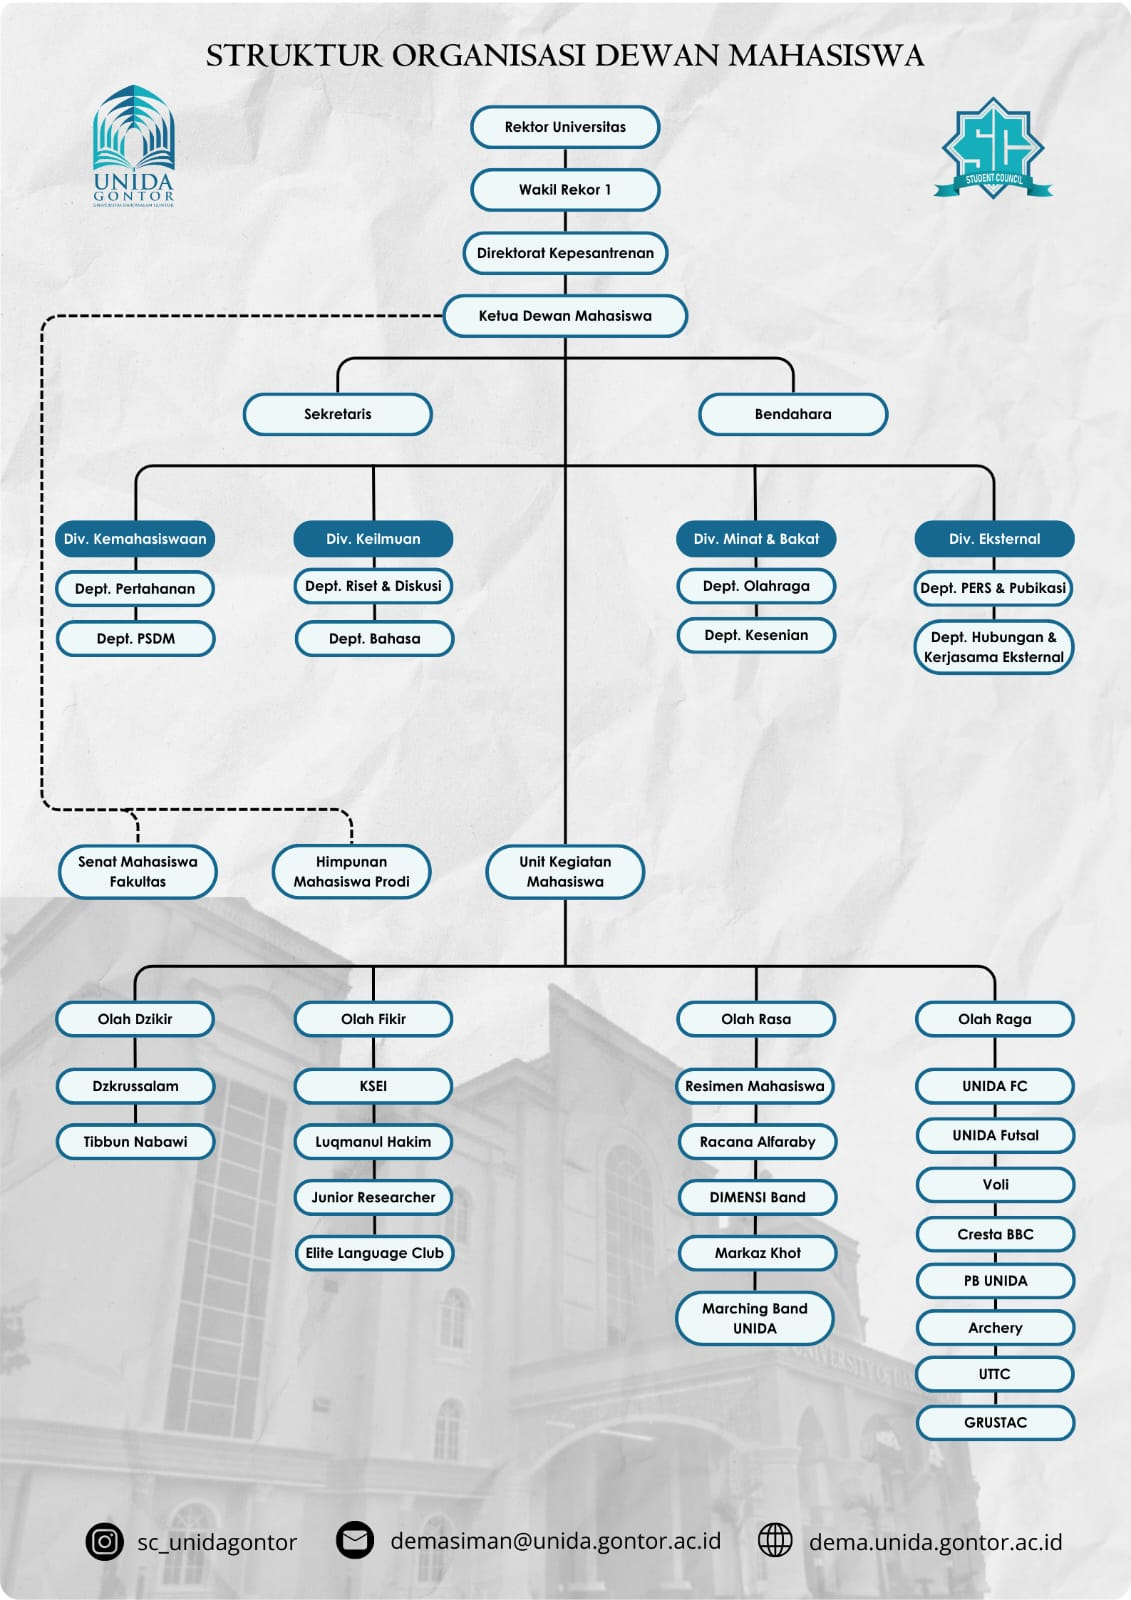 STRUKTUR ORGANISASI DEWAN MAHASISWA
UNIDA
GONTOR
UNIVERSITAS DARUSSALAM GONTOR
SC
STUDENT COUNCIL
Rektor Universitas
Wakil Rekor 1
Direktorat Kepesantrenan
Ketua Dewan Mahasiswa
Sekretaris
Bendahara
Div. Kemahasiswaan
Dept. Pertahanan
Dept. PSDM
Div. Keilmuan
Dept. Riset & Diskusi
Dept. Bahasa
Div. Minat & Bakat
Dept. Olahraga
Dept. Kesenian
Div. Eksternal
Dept. PERS & Pubikasi
Dept. Hubungan &
Kerjasama Eksternal
Senat Mahasiswa
Fakultas
Himpunan
Mahasiswa Prodi
Unit Kegiatan
Mahasiswa
Olah Dzikir
Dzkrussalam
Tibbun Nabawi
Olah Fikir
KSEI
Luqmanul Hakim
Junior Researcher
Elite Language Club
Olah Rasa
Resimen Mahasiswa
Racana Alfaraby
DIMENSI Band
Markaz Khot
Marching Band
UNIDA
Olah Raga
UNIDA FC
UNIDA Futsal
Voli
Cresta BBC
PB UNIDA
Archery
UTTC
GRUSTAC
UNIVERSITY OF
sc_unidagontor
demasiman@unida.gontor.ac.id
dema.unida.gontor.ac.id